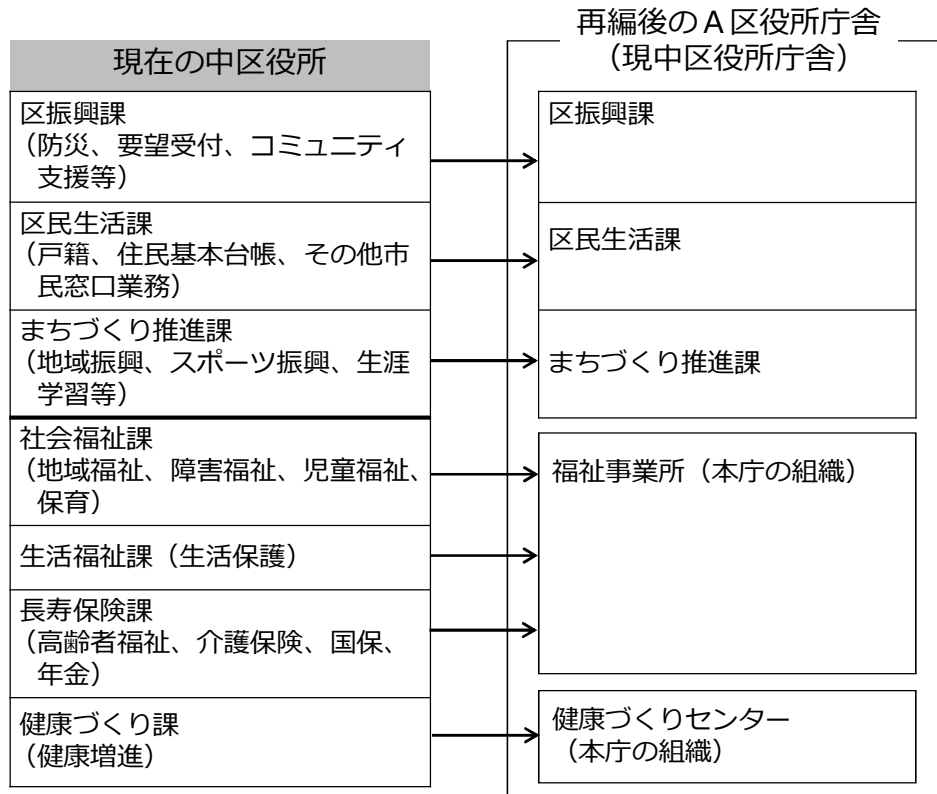 現在の中区役所
区振興課
（防災、要望受付、コミュニティ
支援等）
区民生活課
（戸籍、住民基本台帳、その他市
民窓口業務）
まちづくり推進課
（地域振興、スポーツ振興、生涯
学習等）
社会福祉課
（地域福祉、障害福祉、児童福祉、
保育）
生活福祉課（生活保護）
長寿保険課
（高齢者福祉、介護保険、国保、
年金）
健康づくり課
（健康増進）
再編後のＡ区役所庁舎
（現中区役所庁舎）
区振興課
区民生活課
まちづくり推進課
福祉事業所（本庁の組織）
健康づくりセンター
（本庁の組織）